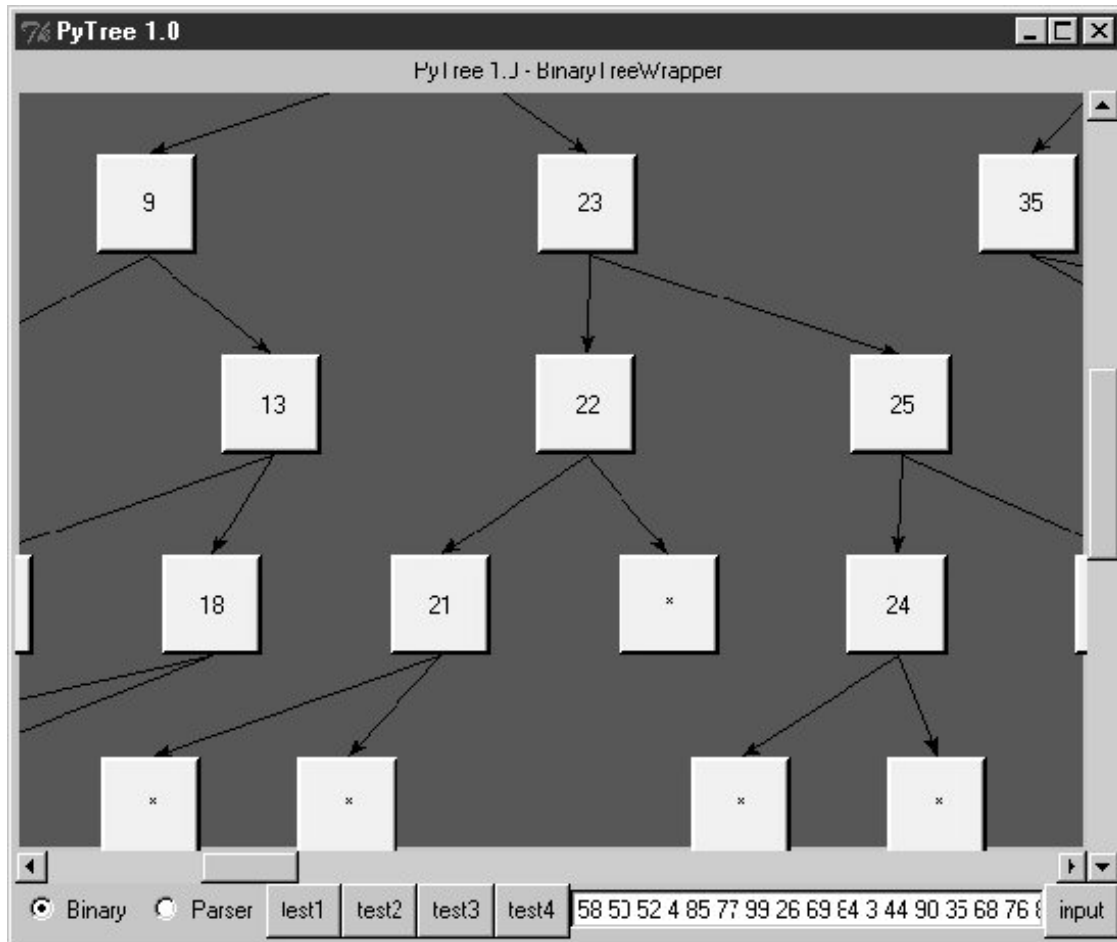 PyTree 1.0
PyTree 1.0 - BinaryTreeWrapper
9 23 35
13 22 25
18 21 * 24
* * * *
Binary Parser test1 test2 test3 test4 58 50 52 4 85 77 99 26 69 84 3 44 90 35 68 76 input